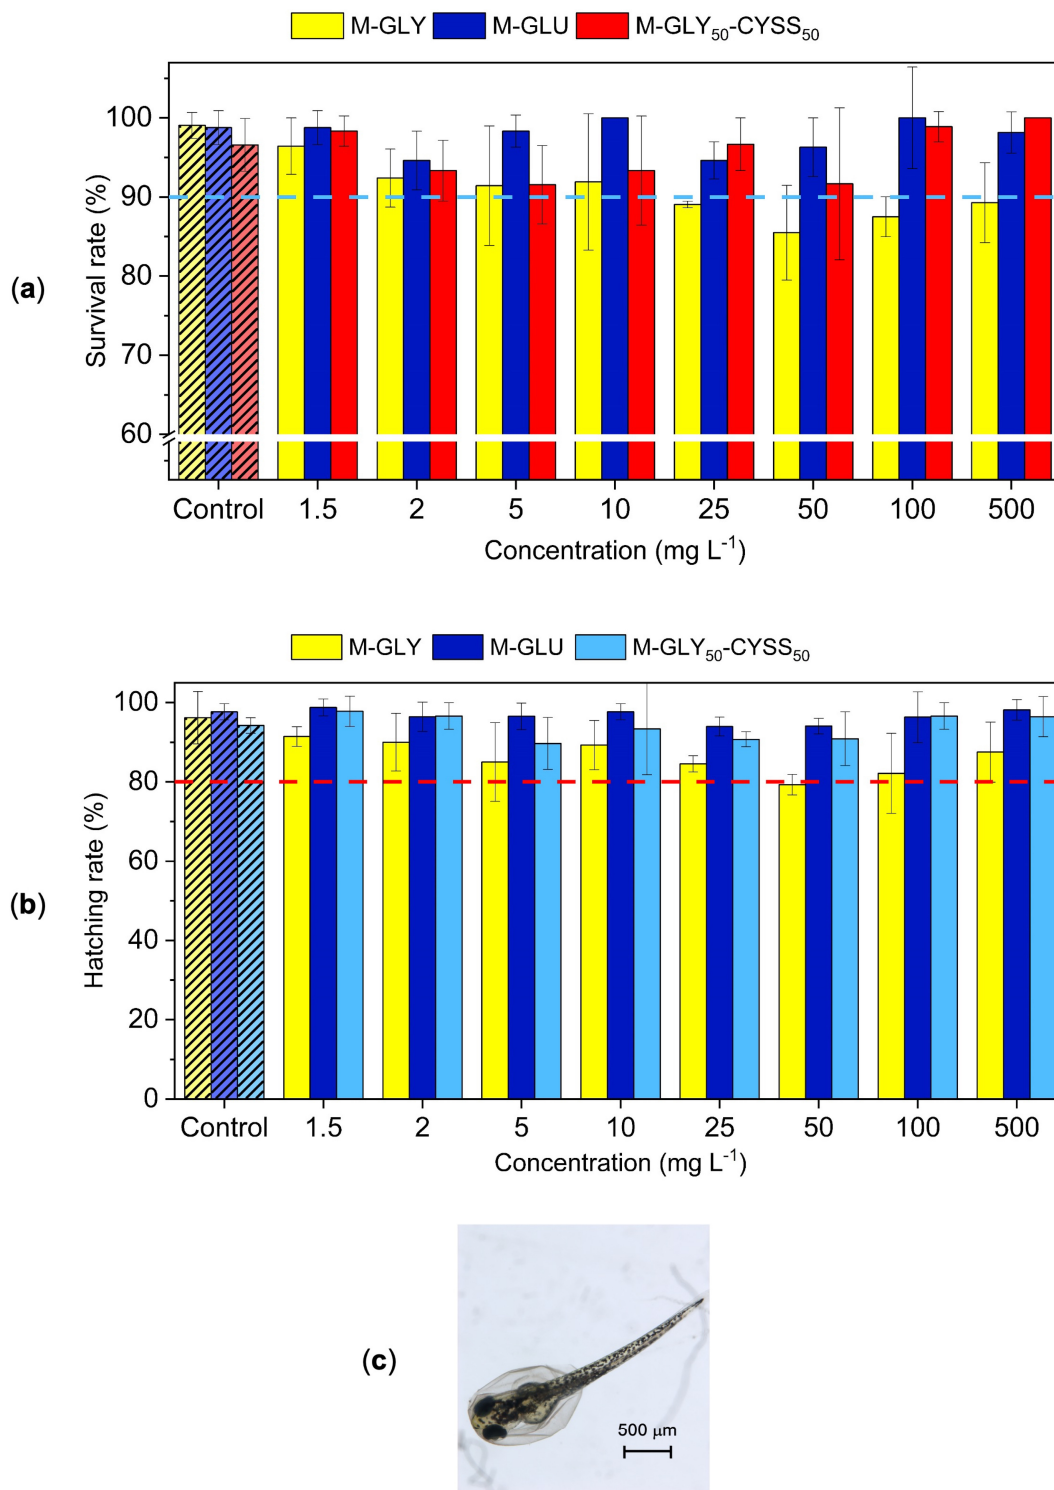 M-GLY M-GLU M-GLY₅₀-CYSS₅₀
(a)
Survival rate (%)
100
90
80
70
60
Control 1.5 2 5 10 25 50 100 500
Concentration (mg L⁻¹)
M-GLY M-GLU M-GLY₅₀-CYSS₅₀
(b)
Hatching rate (%)
100
80
60
40
20
0
Control 1.5 2 5 10 25 50 100 500
Concentration (mg L⁻¹)
(c)
500 μm